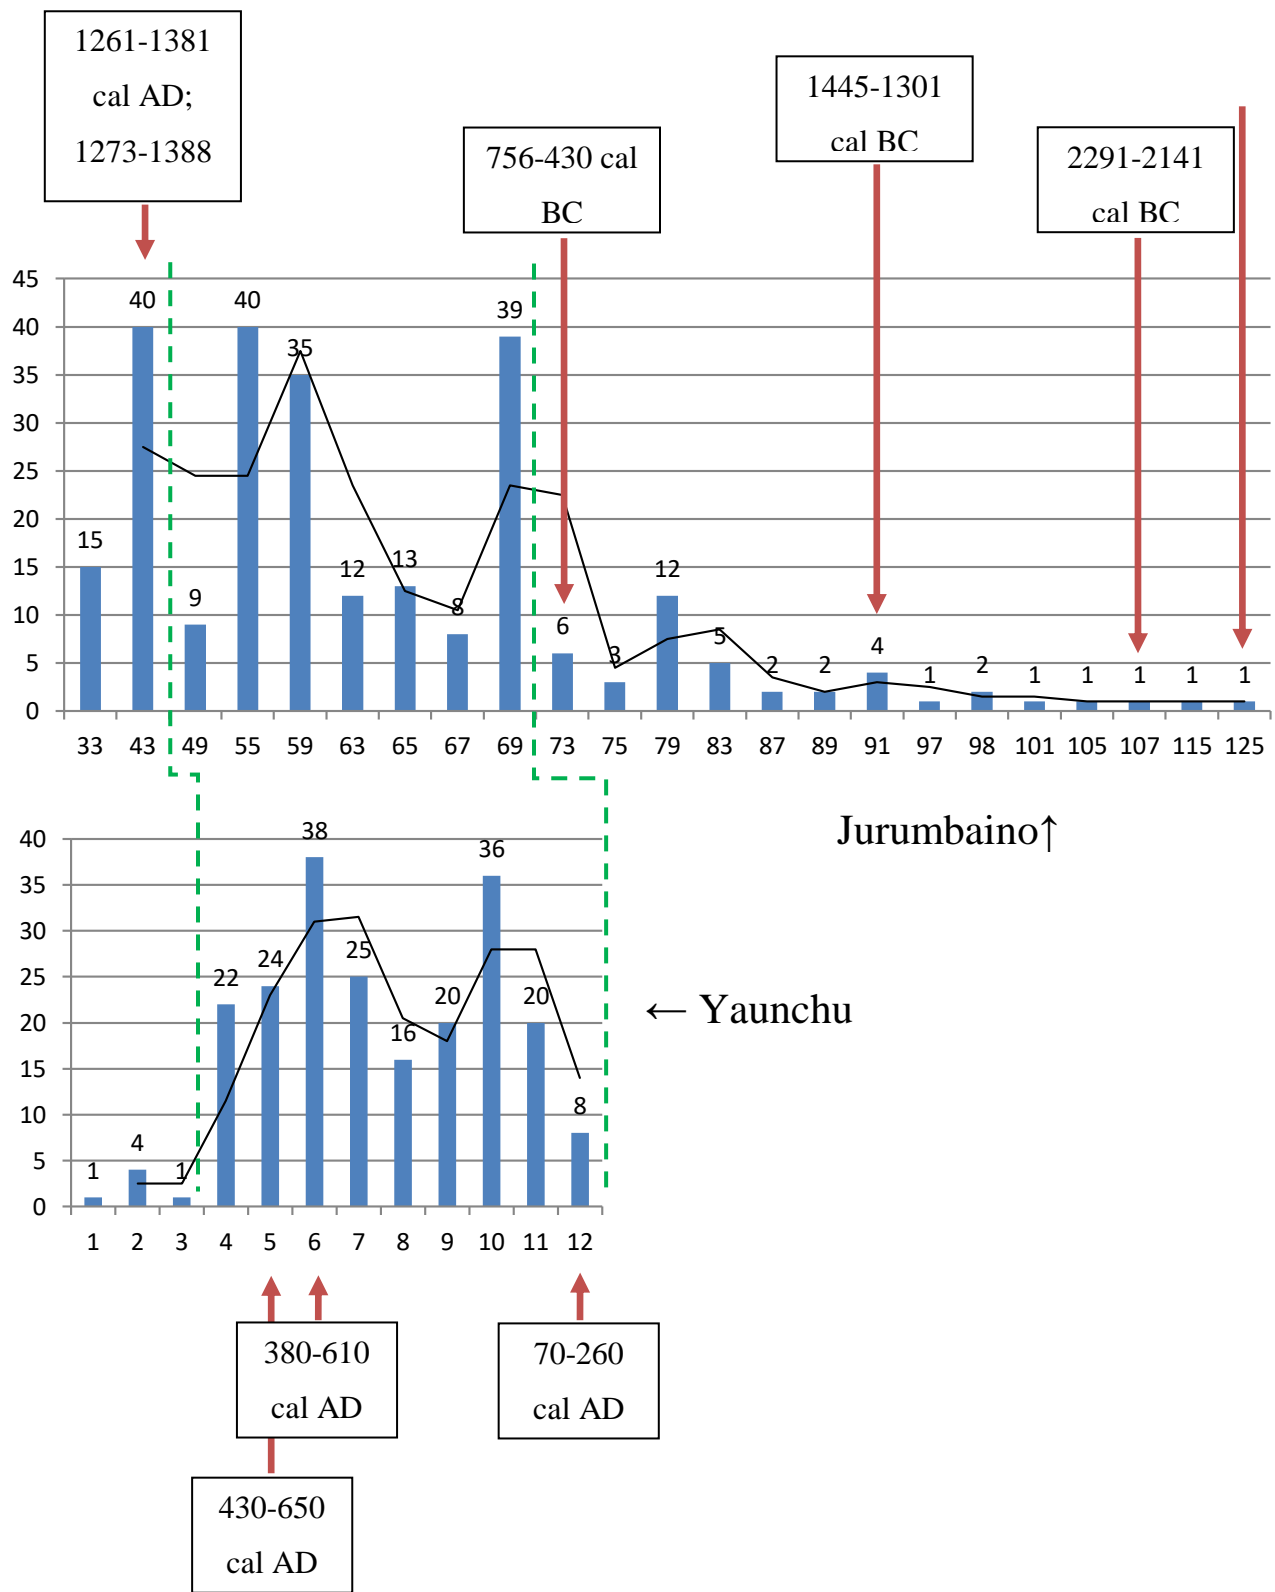 1261-1381
cal AD;
1273-1388
756-430 cal
BC
1445-1301
cal BC
2291-2141
cal BC
45
40
35
30
25
20
15
10
5
0
15 40 9 40 35 12 13 8 39 6 3 12 5 2 2 4 1 2 1 1 1 1 1
33 43 49 55 59 63 65 67 69 73 75 79 83 87 89 91 97 98 101 105 107 115 125
Jurumbaino↑
40
35
30
25
20
15
10
5
0
1 4 1 22 24 38 25 16 20 36 20 8
1 2 3 4 5 6 7 8 9 10 11 12
← Yaunchu
380-610
cal AD
70-260
cal AD
430-650
cal AD